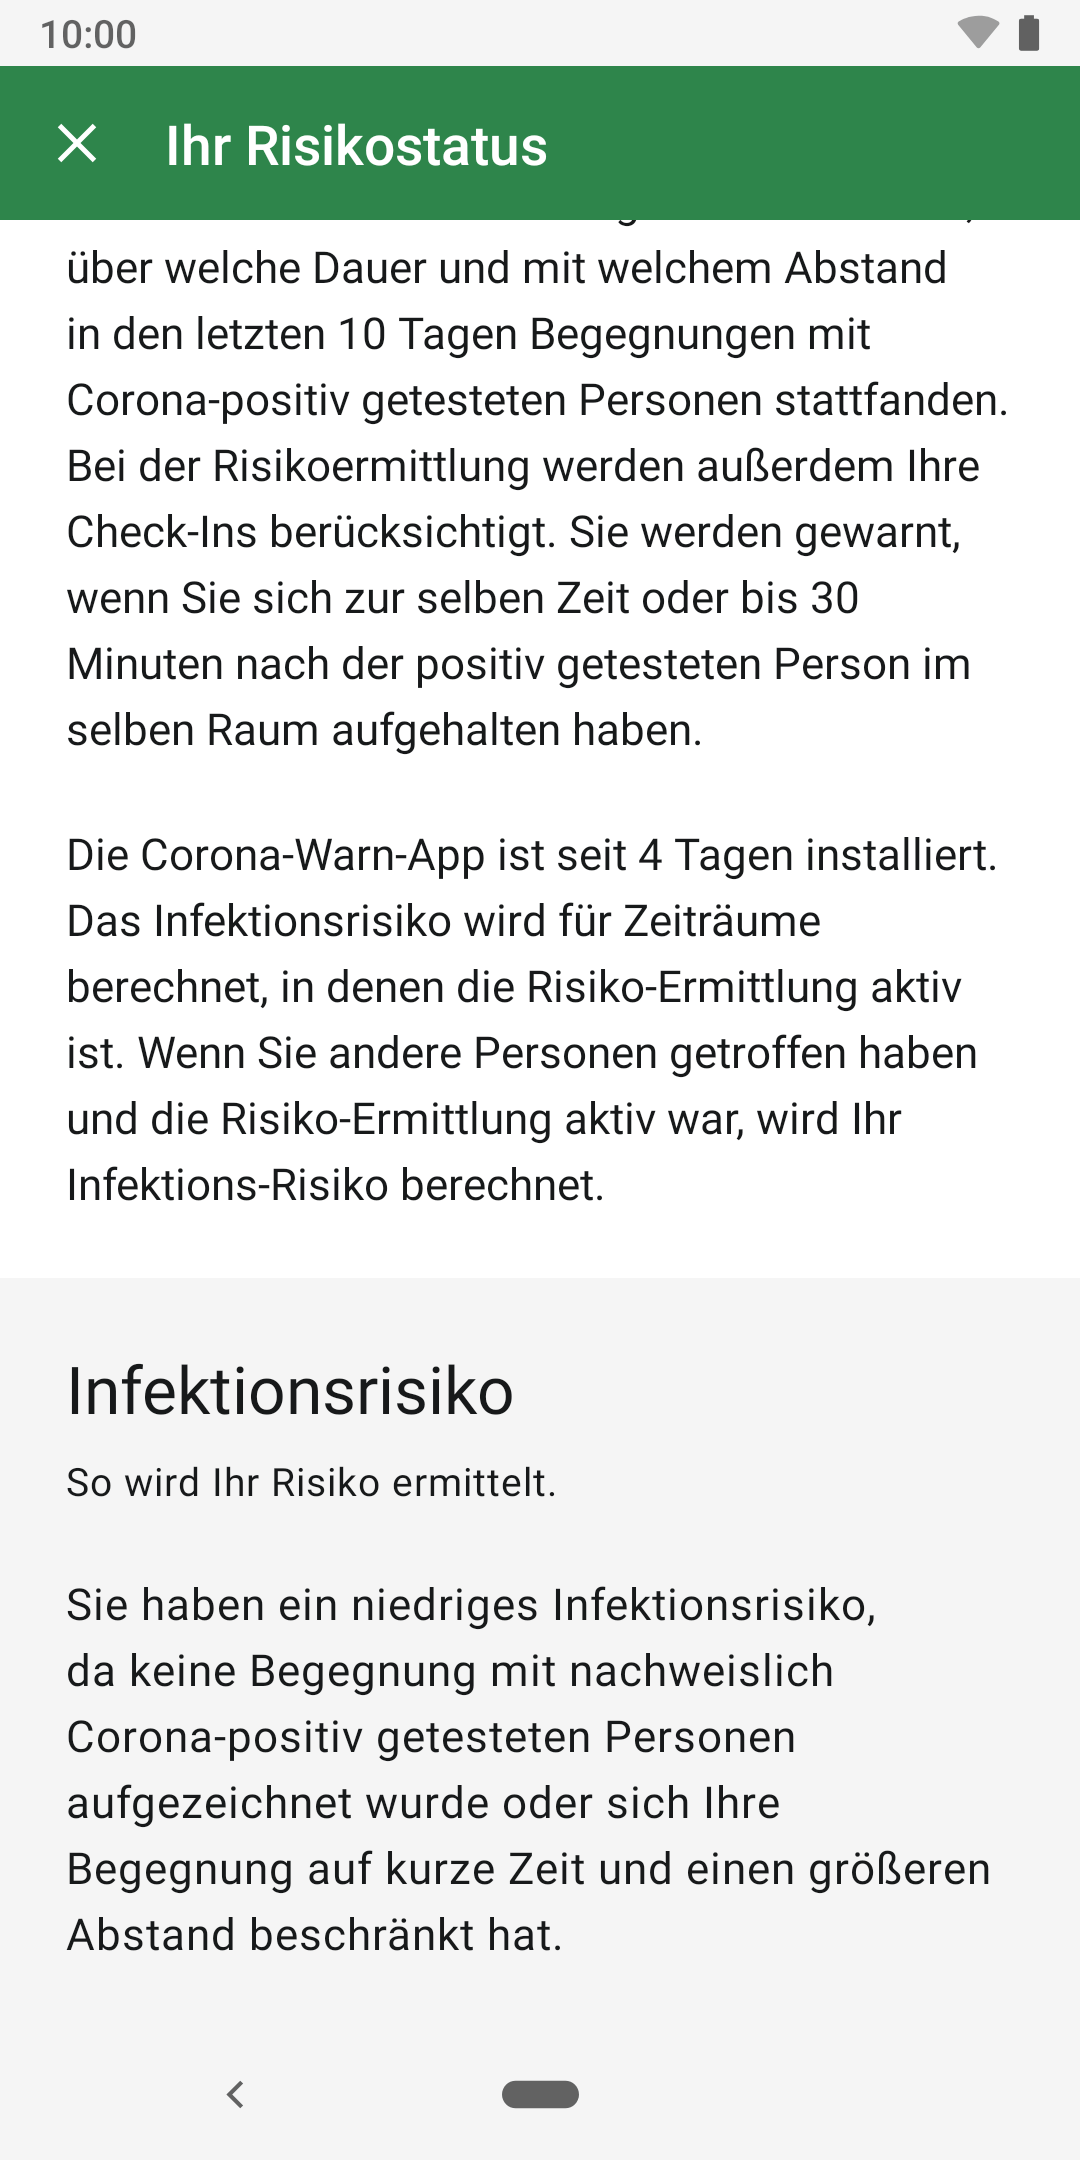 10:00
Ihr Risikostatus
über welche Dauer und mit welchem Abstand
in den letzten 10 Tagen Begegnungen mit
Corona-positiv getesteten Personen stattfanden.
Bei der Risikoermittlung werden außerdem Ihre
Check-Ins berücksichtigt. Sie werden gewarnt,
wenn Sie sich zur selben Zeit oder bis 30
Minuten nach der positiv getesteten Person im
selben Raum aufgehalten haben.
Die Corona-Warn-App ist seit 4 Tagen installiert.
Das Infektionsrisiko wird für Zeiträume
berechnet, in denen die Risiko-Ermittlung aktiv
ist. Wenn Sie andere Personen getroffen haben
und die Risiko-Ermittlung aktiv war, wird Ihr
Infektions-Risiko berechnet.
Infektionsrisiko
So wird Ihr Risiko ermittelt.
Sie haben ein niedriges Infektionsrisiko,
da keine Begegnung mit nachweislich
Corona-positiv getesteten Personen
aufgezeichnet wurde oder sich Ihre
Begegnung auf kurze Zeit und einen größeren
Abstand beschränkt hat.